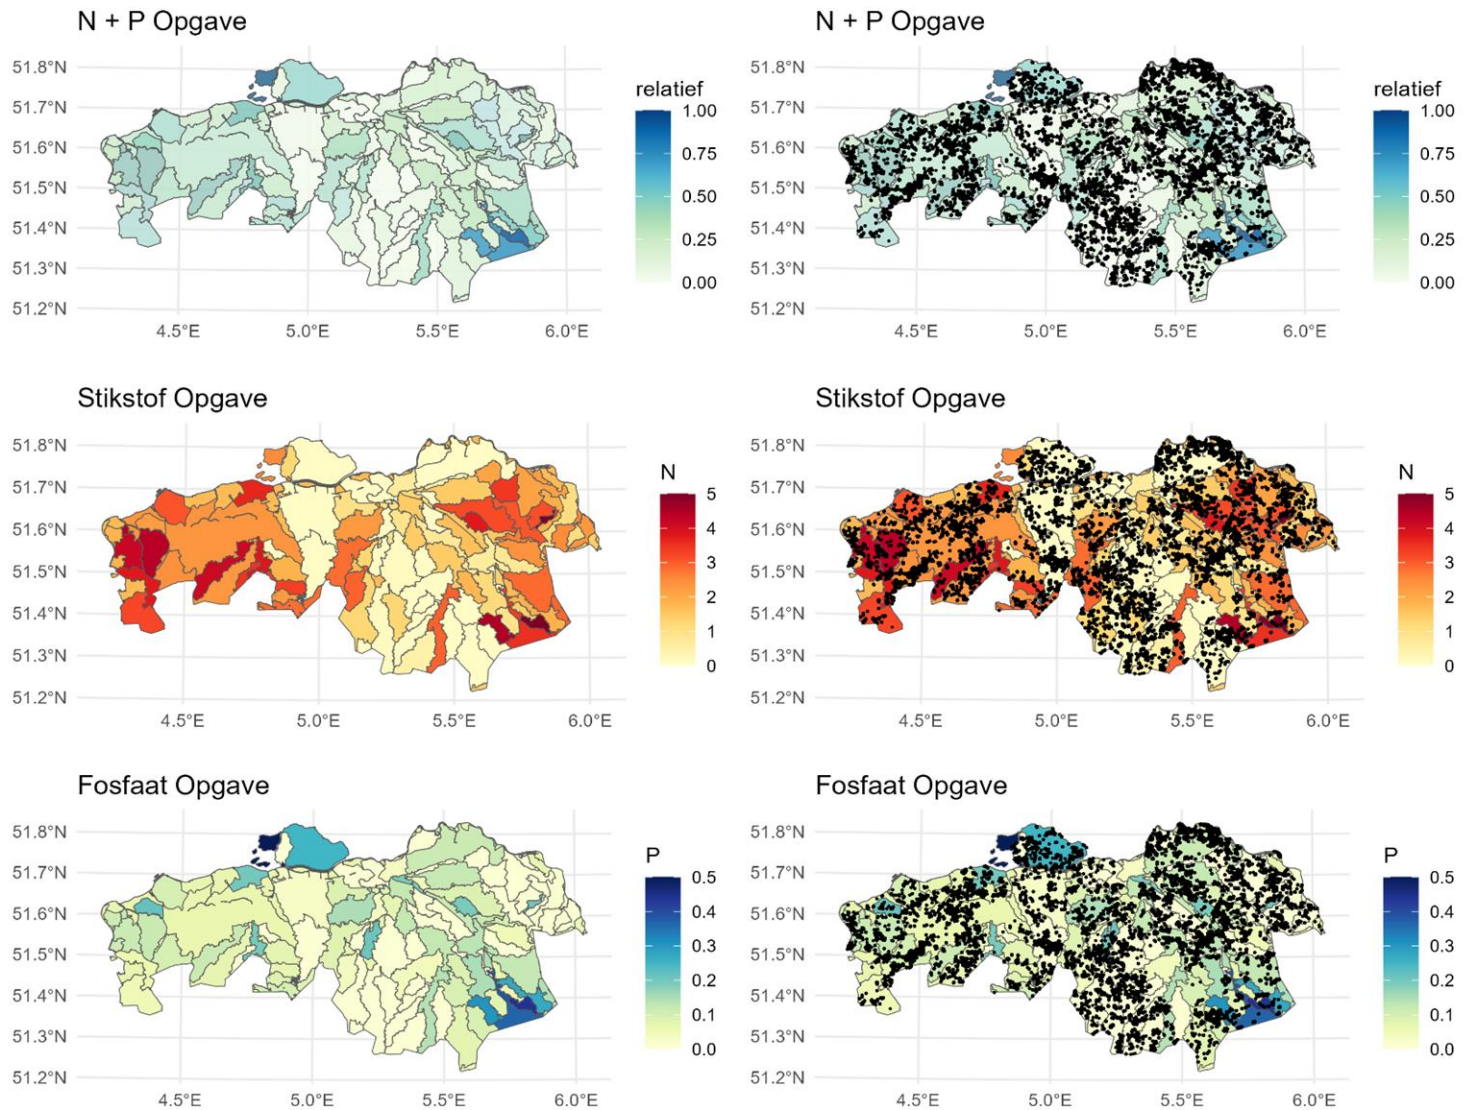 N + P Opgave
51.8°N
51.7°N
51.6°N
51.5°N
51.4°N
51.3°N
51.2°N
4.5°E 5.0°E 5.5°E 6.0°E
relatief
1.00
0.75
0.50
0.25
0.00
N + P Opgave
51.8°N
51.7°N
51.6°N
51.5°N
51.4°N
51.3°N
51.2°N
4.5°E 5.0°E 5.5°E 6.0°E
relatief
1.00
0.75
0.50
0.25
0.00
Stikstof Opgave
51.8°N
51.7°N
51.6°N
51.5°N
51.4°N
51.3°N
51.2°N
4.5°E 5.0°E 5.5°E 6.0°E
N
5
4
3
2
1
0
Stikstof Opgave
51.8°N
51.7°N
51.6°N
51.5°N
51.4°N
51.3°N
51.2°N
4.5°E 5.0°E 5.5°E 6.0°E
N
5
4
3
2
1
0
Fosfaat Opgave
51.8°N
51.7°N
51.6°N
51.5°N
51.4°N
51.3°N
51.2°N
4.5°E 5.0°E 5.5°E 6.0°E
P
0.5
0.4
0.3
0.2
0.1
0.0
Fosfaat Opgave
51.8°N
51.7°N
51.6°N
51.5°N
51.4°N
51.3°N
51.2°N
4.5°E 5.0°E 5.5°E 6.0°E
P
0.5
0.4
0.3
0.2
0.1
0.0